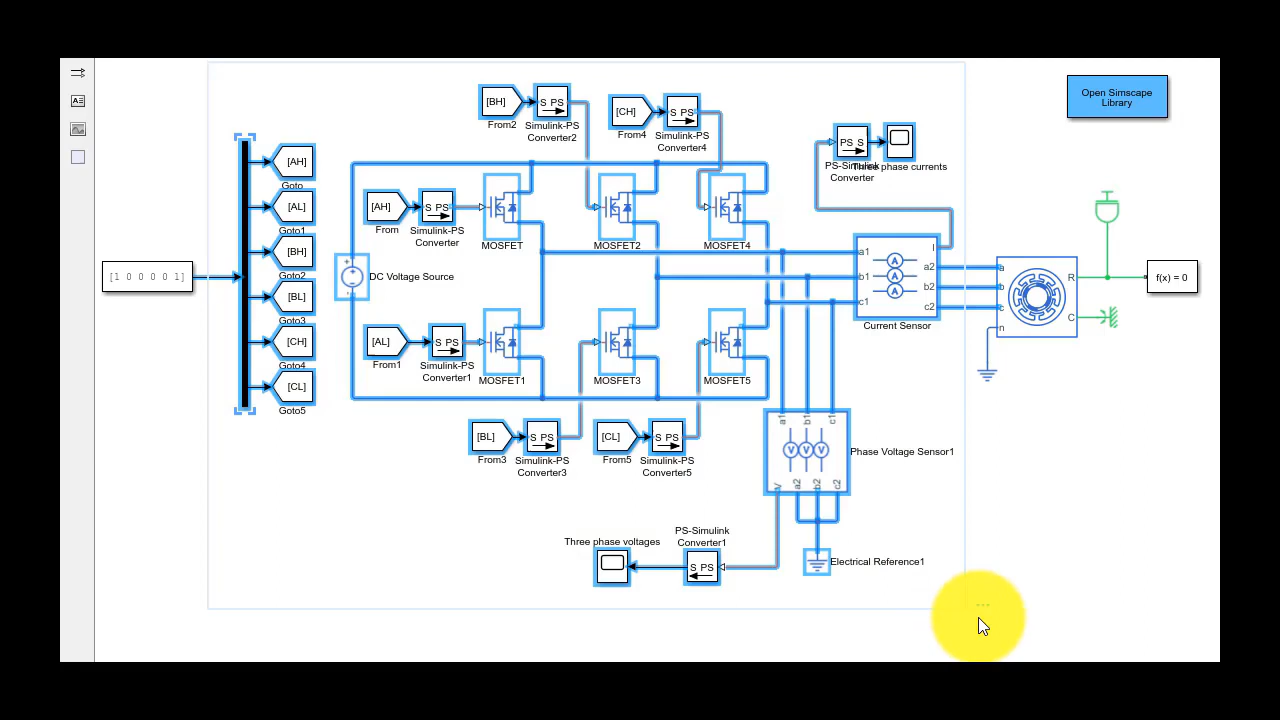 [BH]
S PS
From2
Simulink-PS
Converter2
[CH]
S PS
From4
Simulink-PS
Converter4
Open Simscape
Library
PS S
PS-Simulink
Converter
Three phase currents
[AH]
Goto
[AL]
Goto1
[BH]
Goto2
[BL]
Goto3
[CH]
Goto4
[CL]
Goto5
[1 0 0 0 0 1]
[AH]
S PS
From
Simulink-PS
Converter
MOSFET
MOSFET2
MOSFET4
DC Voltage Source
a1
b1
c1
I
a2
b2
c2
A
A
A
Current Sensor
a
b
c
n
R
C
f(x) = 0
[AL]
S PS
From1
Simulink-PS
Converter1
MOSFET1
MOSFET3
MOSFET5
[BL]
S PS
From3
Simulink-PS
Converter3
[CL]
S PS
From5
Simulink-PS
Converter5
a1
b1
c1
V V V
V
a2
b2
c2
Phase Voltage Sensor1
Three phase voltages
PS-Simulink
Converter1
S PS
Electrical Reference1